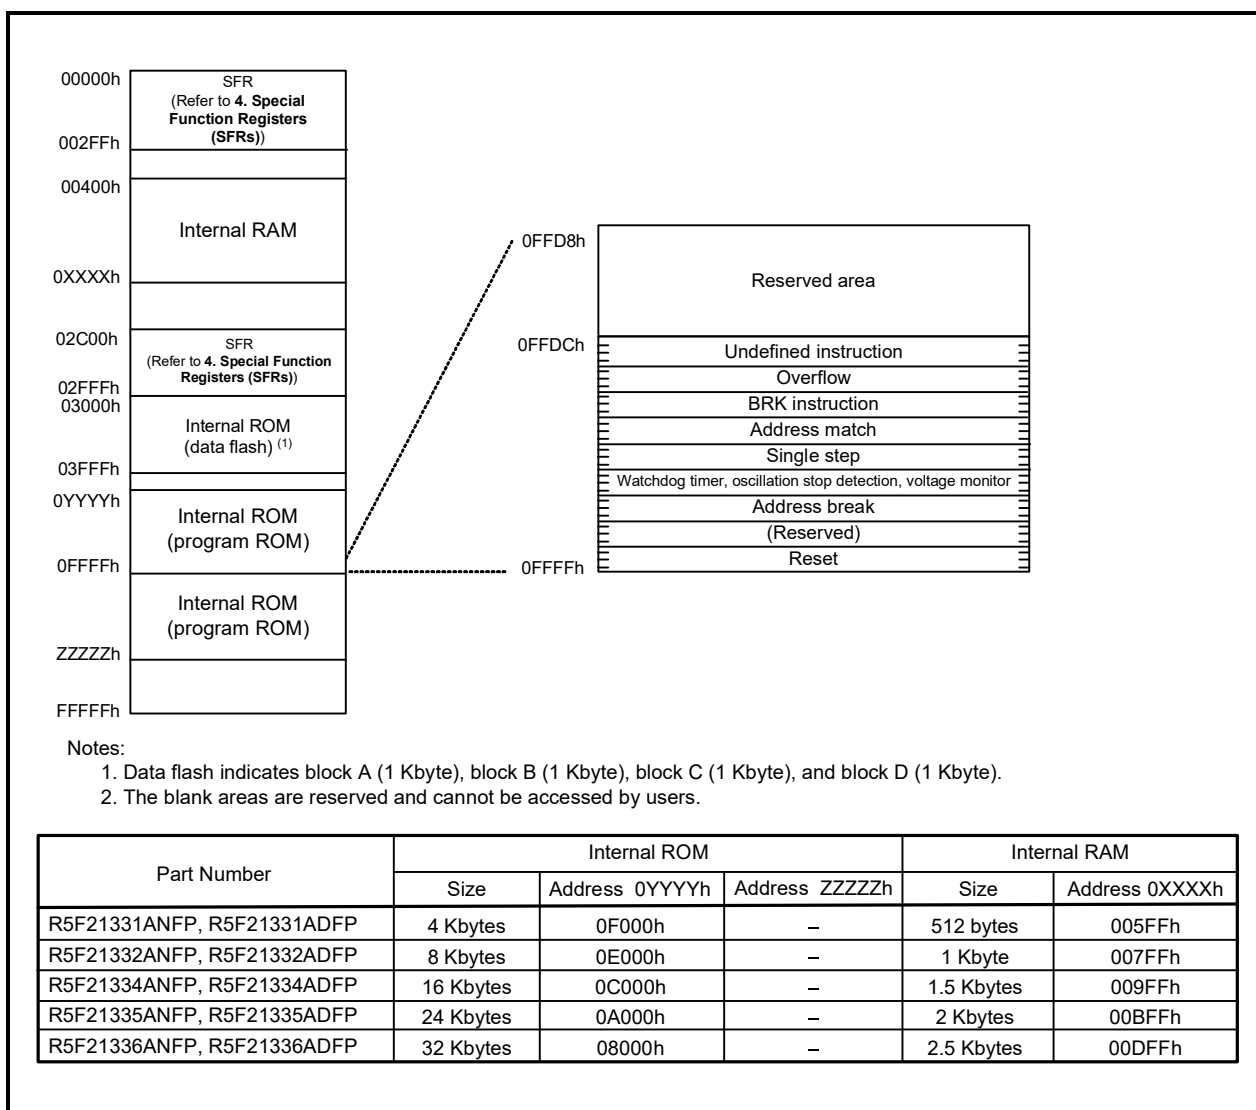 00000h
SFR
(Refer to 4. Special
Function Registers
(SFRs))
002FFh
00400h
Internal RAM
0XXXXh
02C00h
SFR
(Refer to 4. Special Function
Registers (SFRs))
02FFFh
03000h
Internal ROM
(data flash) (1)
03FFFh
0YYYYh
Internal ROM
(program ROM)
0FFFFh
Internal ROM
(program ROM)
ZZZZZh
FFFFFh
0FFD8h
Reserved area
0FFDCh
Undefined instruction
Overflow
BRK instruction
Address match
Single step
Watchdog timer, oscillation stop detection, voltage monitor
Address break
(Reserved)
Reset
0FFFFh
Notes:
1. Data flash indicates block A (1 Kbyte), block B (1 Kbyte), block C (1 Kbyte), and block D (1 Kbyte).
2. The blank areas are reserved and cannot be accessed by users.
Part Number Internal ROM Internal RAM
Size Address 0YYYYh Address ZZZZZh Size Address 0XXXXh
R5F21331ANFP, R5F21331ADFP 4 Kbytes 0F000h – 512 bytes 005FFh
R5F21332ANFP, R5F21332ADFP 8 Kbytes 0E000h – 1 Kbyte 007FFh
R5F21334ANFP, R5F21334ADFP 16 Kbytes 0C000h – 1.5 Kbytes 009FFh
R5F21335ANFP, R5F21335ADFP 24 Kbytes 0A000h – 2 Kbytes 00BFFh
R5F21336ANFP, R5F21336ADFP 32 Kbytes 08000h – 2.5 Kbytes 00DFFh